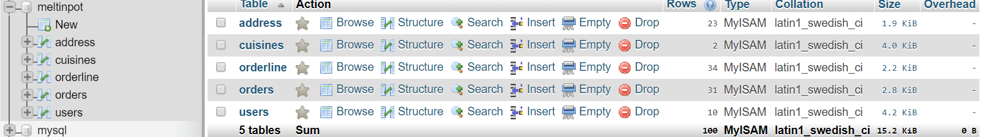 meltinpot
New
address
cuisines
orderline
orders
users
mysql
Table Action Rows Type Collation Size Overhead
address Browse Structure Search Insert Empty Drop 23 MyISAM latin1_swedish_ci 1.9 KiB -
cuisines Browse Structure Search Insert Empty Drop 2 MyISAM latin1_swedish_ci 4.0 KiB -
orderline Browse Structure Search Insert Empty Drop 34 MyISAM latin1_swedish_ci 2.2 KiB -
orders Browse Structure Search Insert Empty Drop 31 MyISAM latin1_swedish_ci 2.8 KiB -
users Browse Structure Search Insert Empty Drop 10 MyISAM latin1_swedish_ci 4.2 KiB -
5 tables Sum 100 MyISAM latin1_swedish_ci 15.2 KiB 0 B